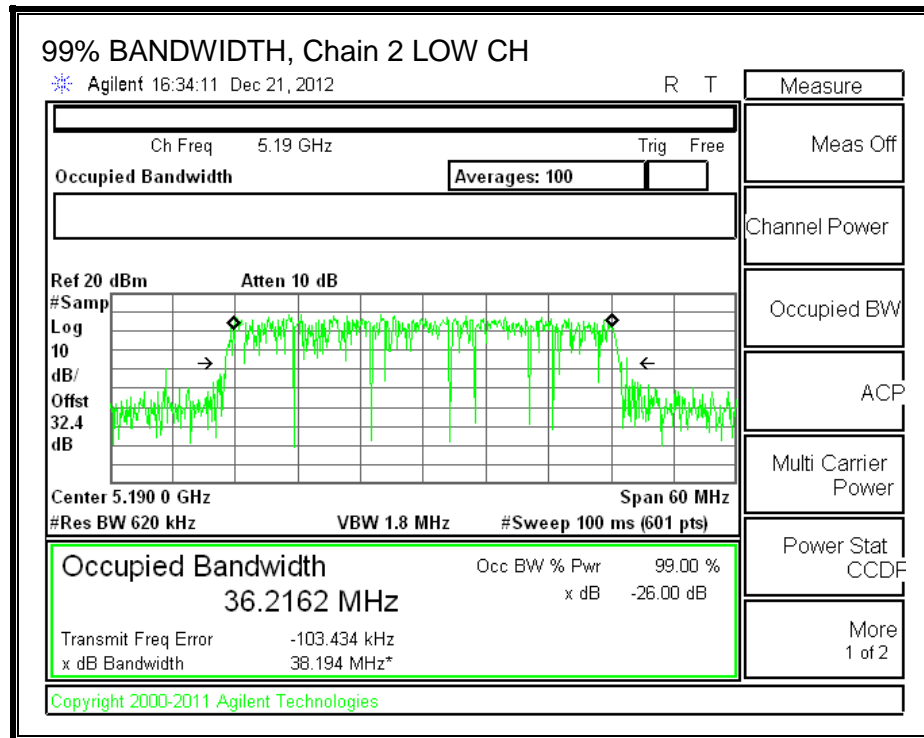 99% BANDWIDTH, Chain 2 LOW CH
Agilent 16:34:11 Dec 21, 2012 R T
Measure
Ch Freq 5.19 GHz Trig Free
Meas Off
Occupied Bandwidth Averages: 100
Channel Power
Ref 20 dBm Atten 10 dB
#Samp
Log
10
dB/
Offst
32.4
dB
Occupied BW
ACP
Center 5.190 0 GHz Span 60 MHz
#Res BW 620 kHz VBW 1.8 MHz #Sweep 100 ms (601 pts)
Multi Carrier
Power
Occupied Bandwidth
36.2162 MHz
Occ BW % Pwr 99.00 %
x dB -26.00 dB
Transmit Freq Error -103.434 kHz
x dB Bandwidth 38.194 MHz*
Power Stat
CCDF
More
1 of 2
Copyright 2000-2011 Agilent Technologies